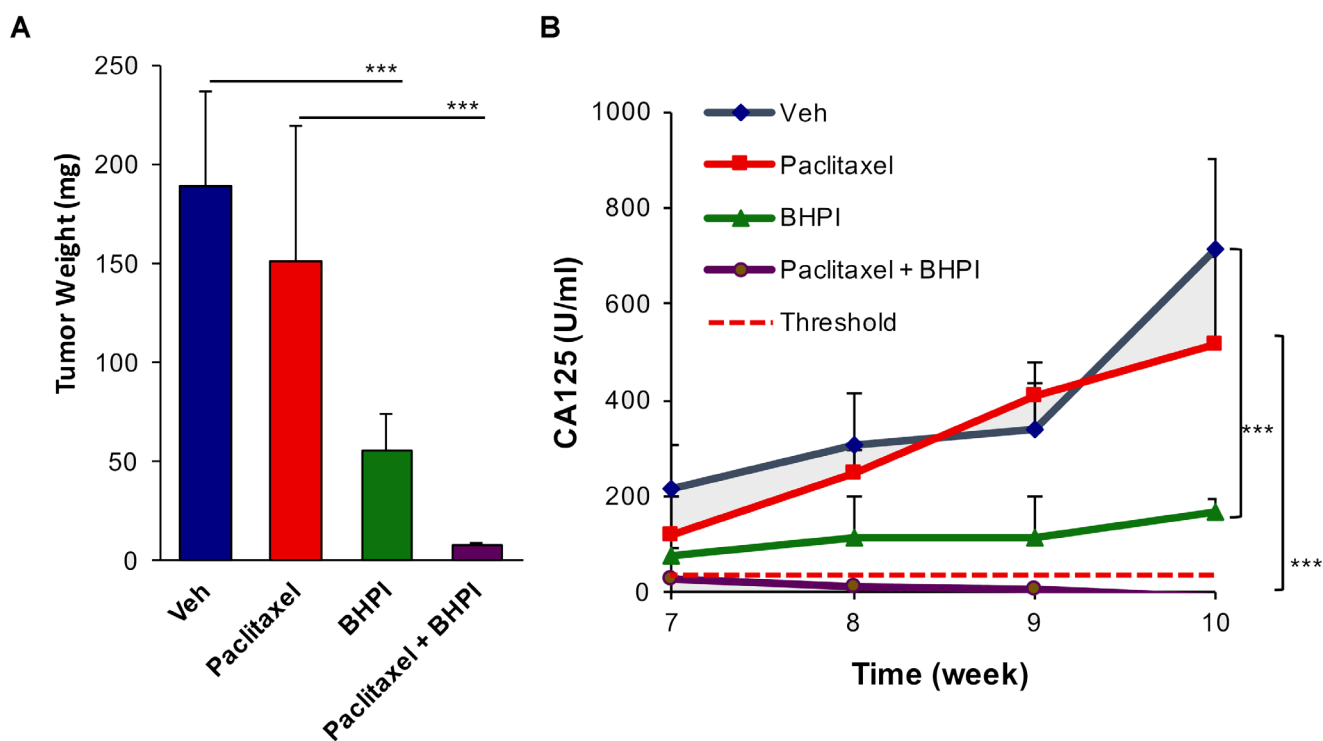 A
250
200
150
100
50
0
Tumor Weight (mg)
***
***
Veh
Paclitaxel
BHPI
Paclitaxel + BHPI
B
1000
800
600
400
200
0
CA125 (U/ml)
Veh
Paclitaxel
BHPI
Paclitaxel + BHPI
Threshold
***
***
7 8 9 10
Time (week)